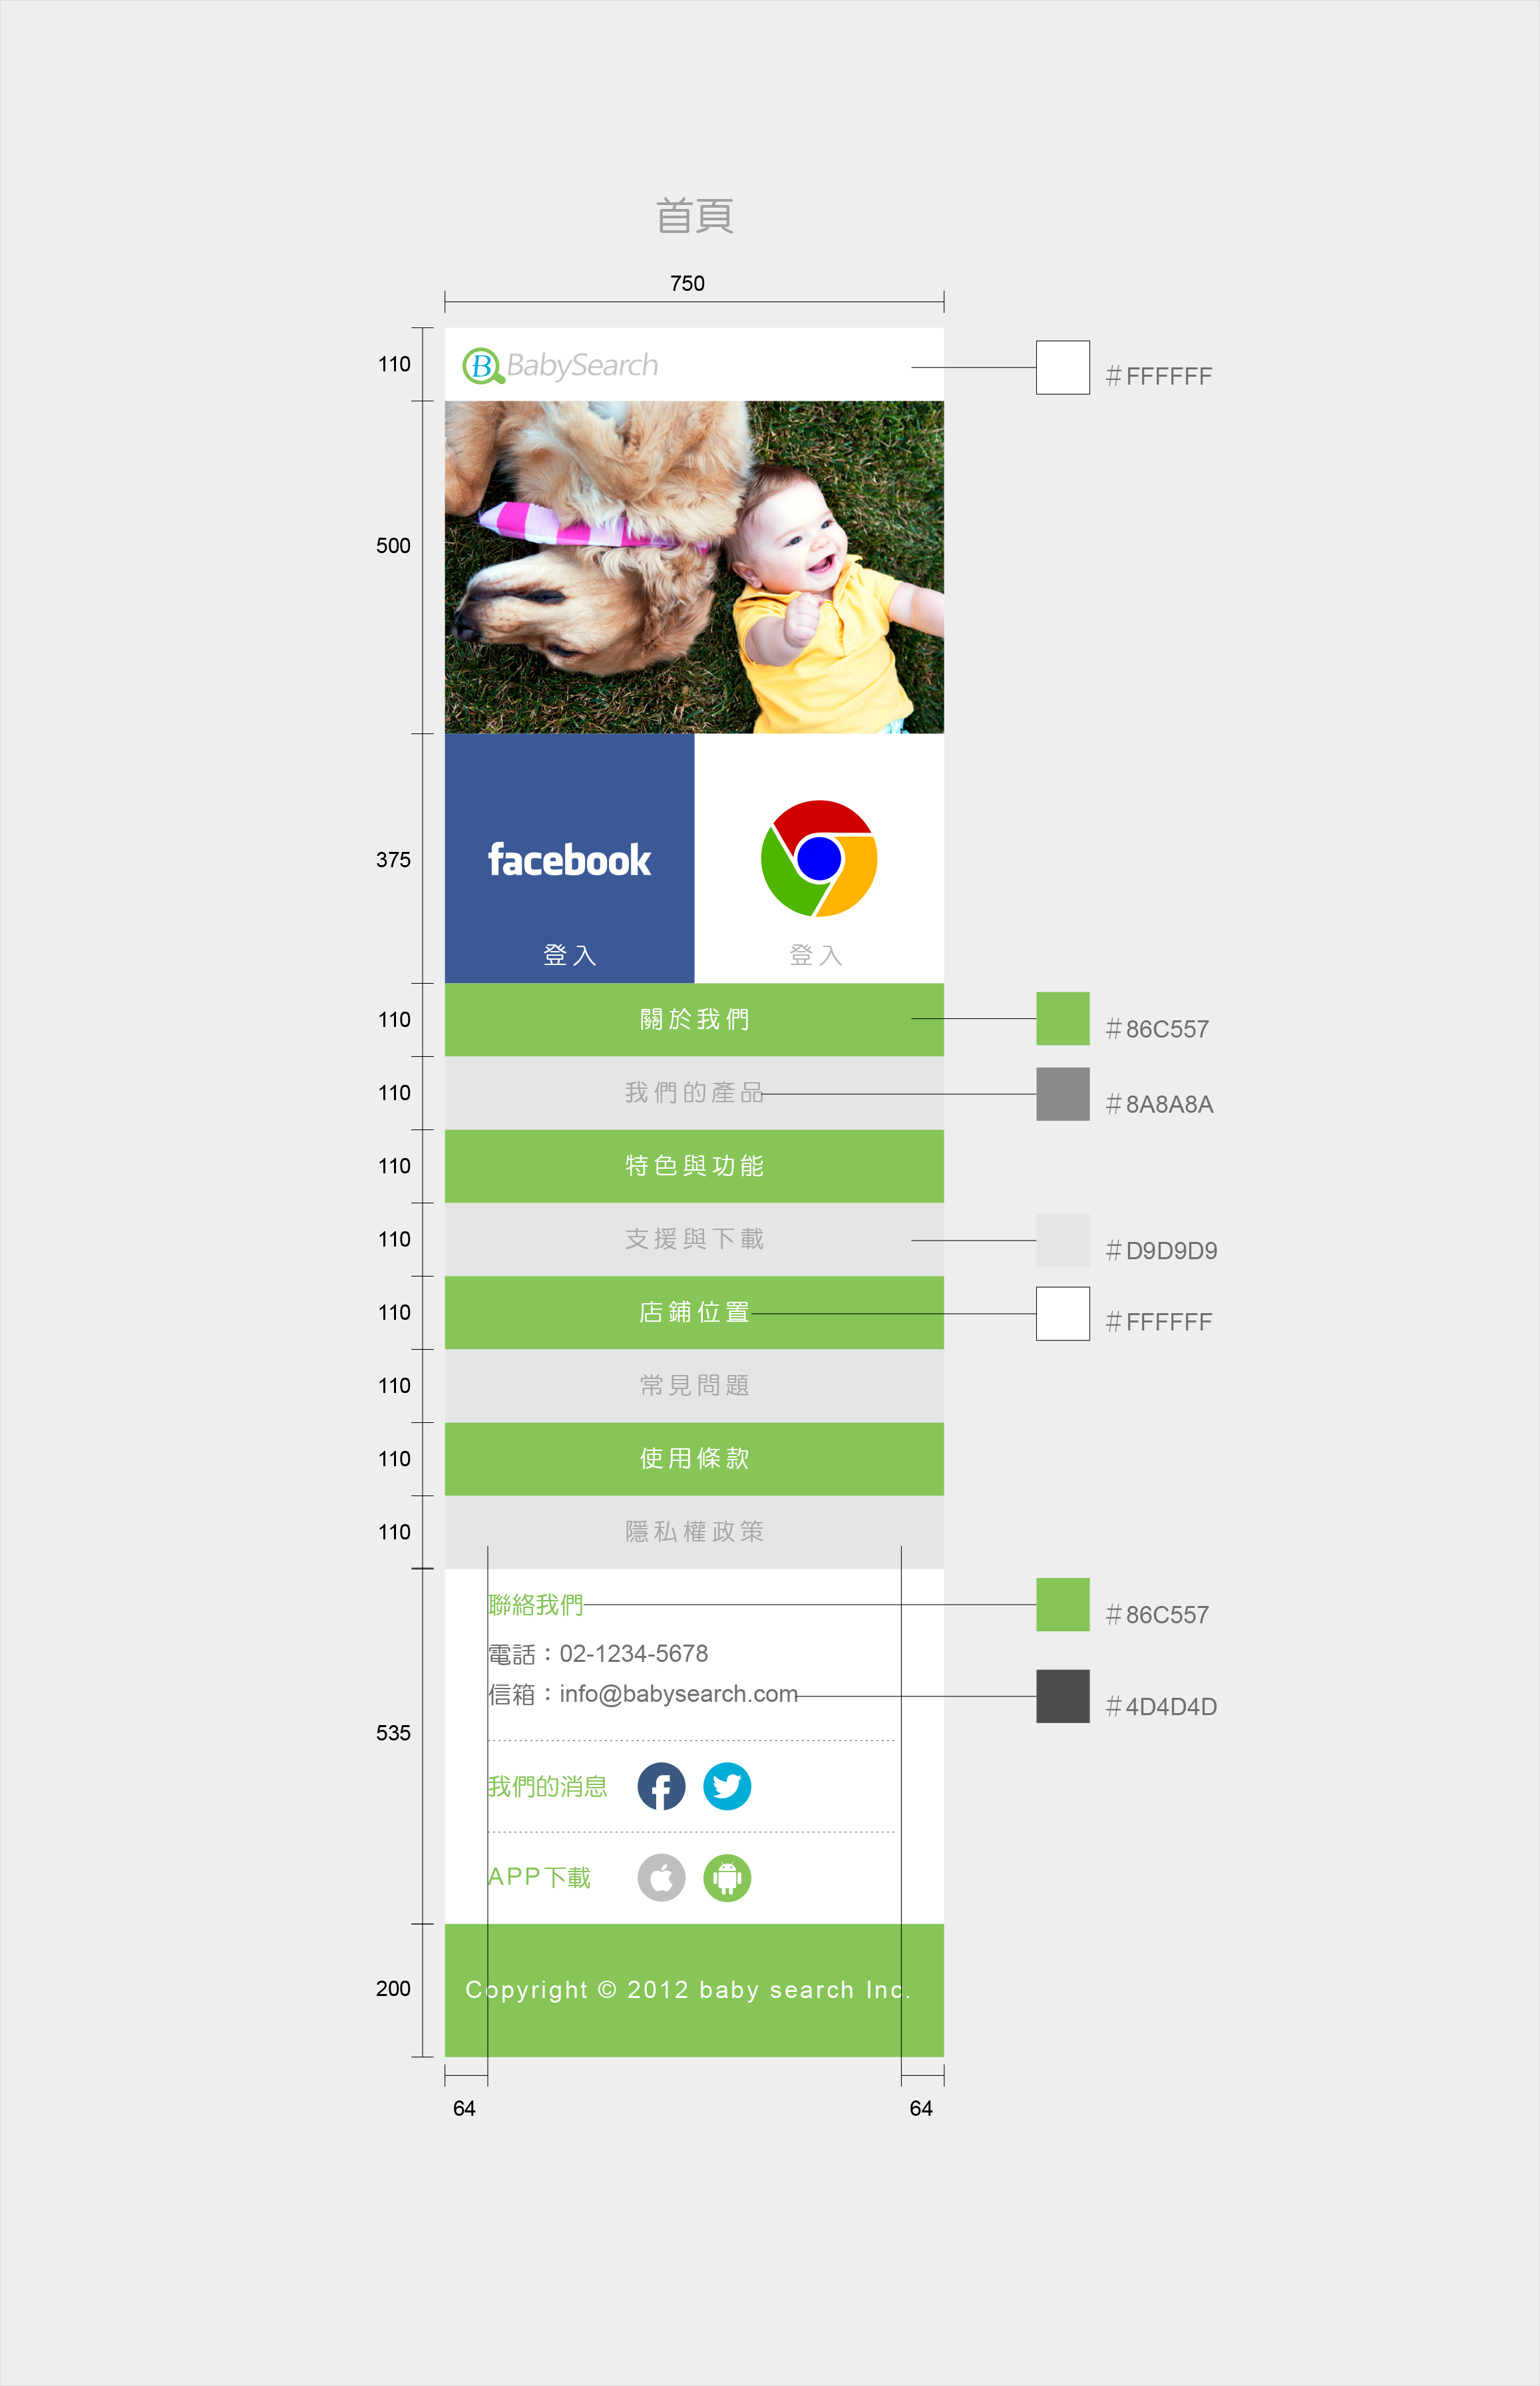 首頁
750
110
B BabySearch
＃FFFFFF
500
375
facebook
登入
登入
110
關於我們
＃86C557
110
我們的產品
＃8A8A8A
110
特色與功能
110
支援與下載
＃D9D9D9
110
店鋪位置
＃FFFFFF
110
常見問題
110
使用條款
110
隱私權政策
聯絡我們
＃86C557
電話：02-1234-5678
信箱：info@babysearch.com
＃4D4D4D
535
我們的消息
APP下載
200
Copyright © 2012 baby search Inc.
64
64